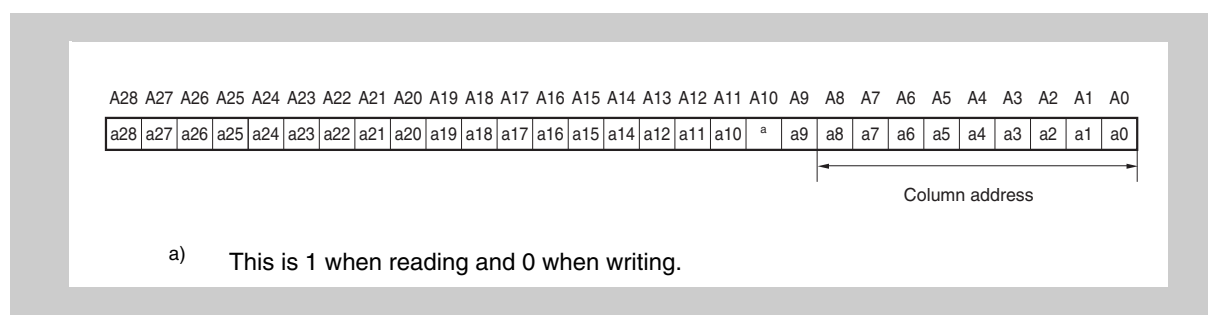 A28 A27 A26 A25 A24 A23 A22 A21 A20 A19 A18 A17 A16 A15 A14 A13 A12 A11 A10 A9 A8 A7 A6 A5 A4 A3 A2 A1 A0
a28 a27 a26 a25 a24 a23 a22 a21 a20 a19 a18 a17 a16 a15 a14 a12 a11 a10 a a9 a8 a7 a6 a5 a4 a3 a2 a1 a0
Column address
a) This is 1 when reading and 0 when writing.